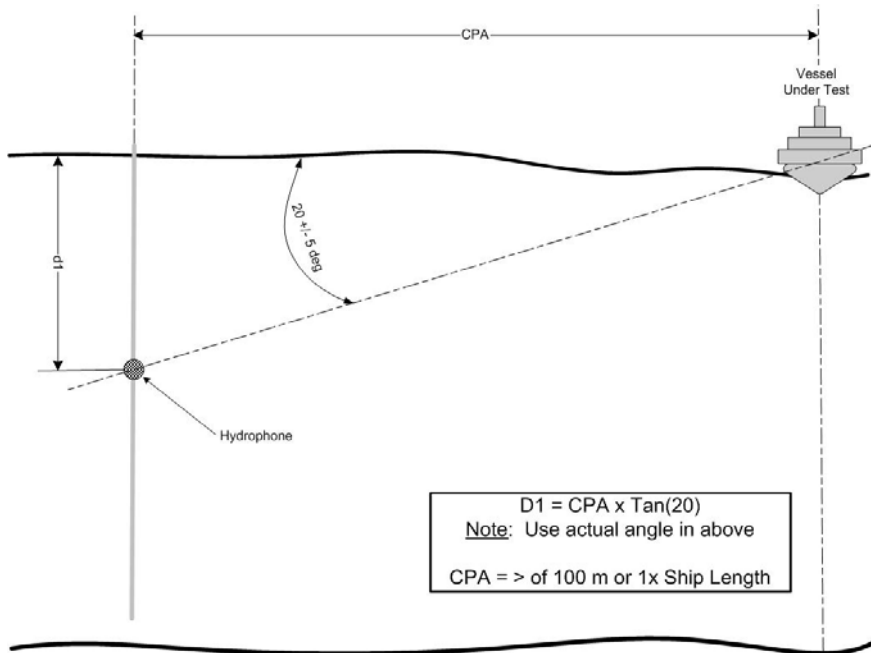 CPA
Vessel
Under Test
d1
20 +/- 5 deg
Hydrophone
D1 = CPA x Tan(20)
Note: Use actual angle in above
CPA = > of 100 m or 1x Ship Length